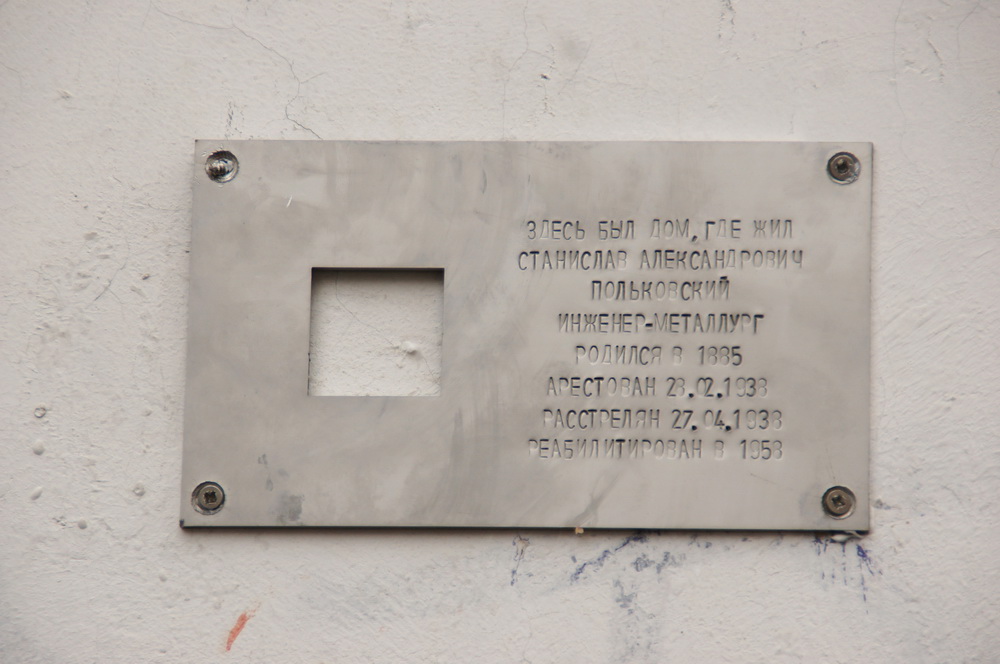 ЗДЕСЬ БЫЛ ДОМ, ГДЕ ЖИЛ
СТАНИСЛАВ АЛЕКСАНДРОВИЧ
ПОЛЬКОВСКИЙ
ИНЖЕНЕР-МЕТАЛЛУРГ
РОДИЛСЯ В 1885
АРЕСТОВАН 28.02.1938
РАССТРЕЛЯН 27.04.1938
РЕАБИЛИТИРОВАН В 1958